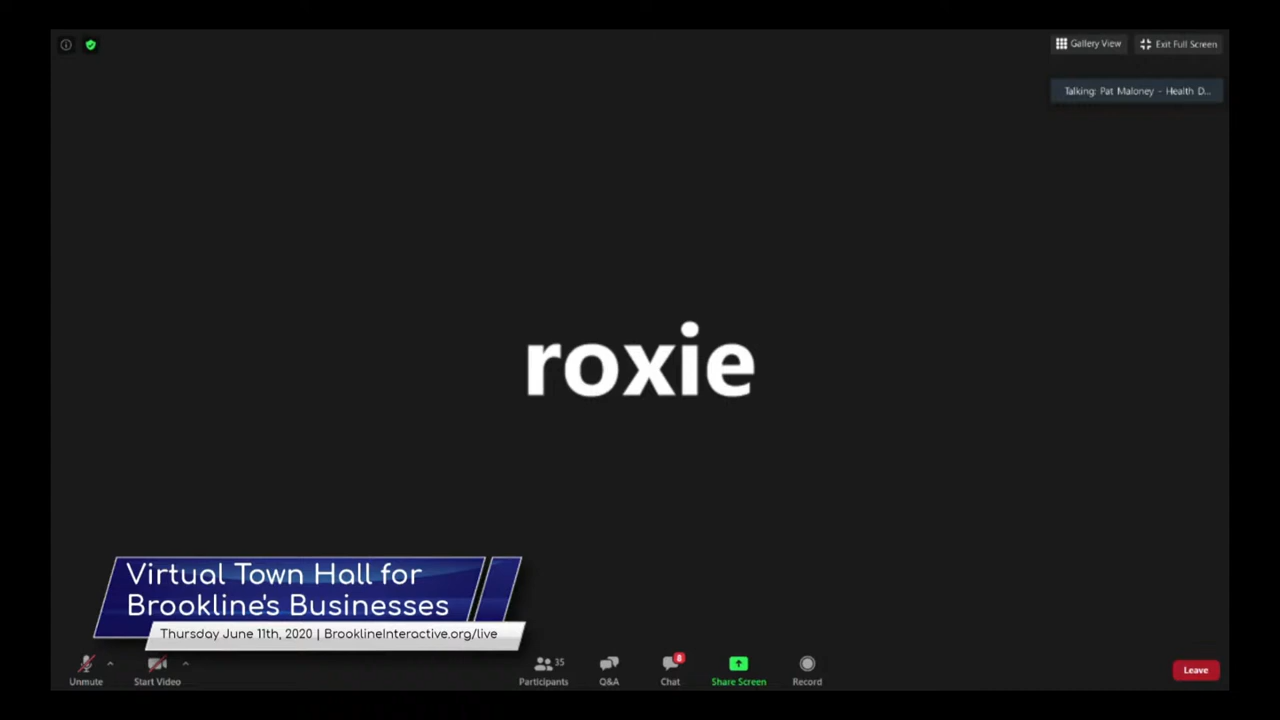 Gallery View
Exit Full Screen
Talking: Pat Maloney - Health D...
roxie
Virtual Town Hall for
Brookline's Businesses
Thursday June 11th, 2020 | BrooklineInteractive.org/live
Unmute
Start Video
35
Participants
Q&A
8
Chat
Share Screen
Record
Leave